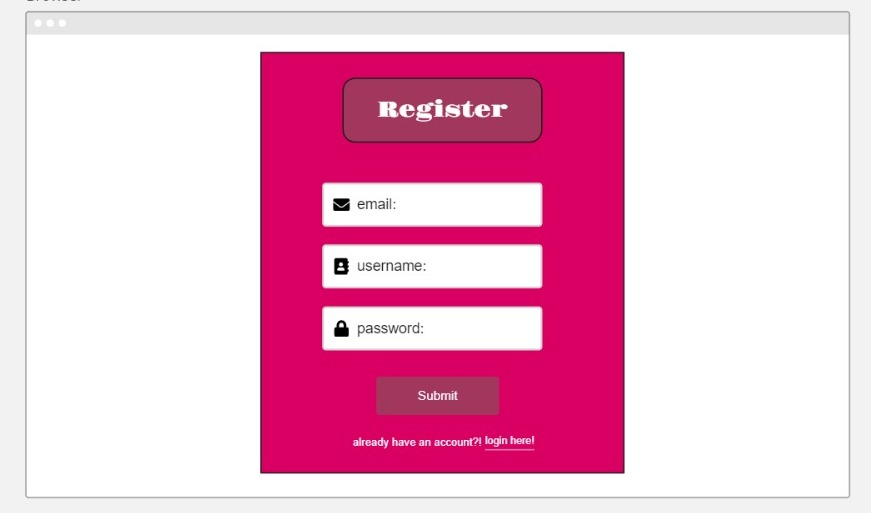 Register
email:
username:
password:
Submit
already have an account?! login here!